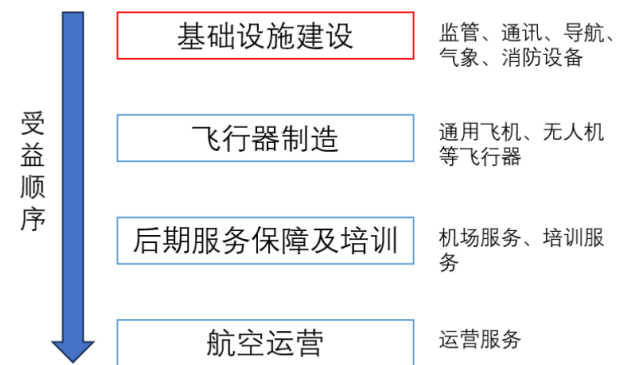 受益顺序
基础设施建设
监管、通讯、导航、
气象、消防设备
飞行器制造
通用飞机、无人机
等飞行器
后期服务保障及培训
机场服务、培训服
务
航空运营
运营服务